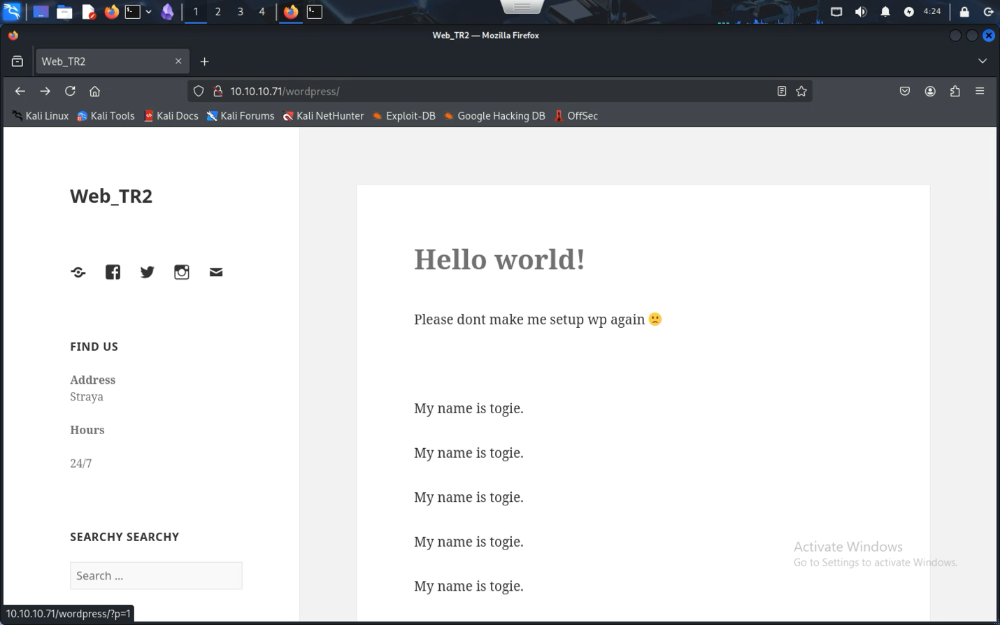 1 2 3 4 4:24
Web_TR2 — Mozilla Firefox
Web_TR2
10.10.10.71/wordpress/
Kali Linux Kali Tools Kali Docs Kali Forums Kali NetHunter Exploit-DB Google Hacking DB OffSec
Web_TR2
FIND US
Address
Straya
Hours
24/7
SEARCHY SEARCHY
Search ...
Hello world!
Please dont make me setup wp again
My name is togie.
My name is togie.
My name is togie.
My name is togie.
My name is togie.
Activate Windows
Go to Settings to activate Windows.
10.10.10.71/wordpress/?p=1